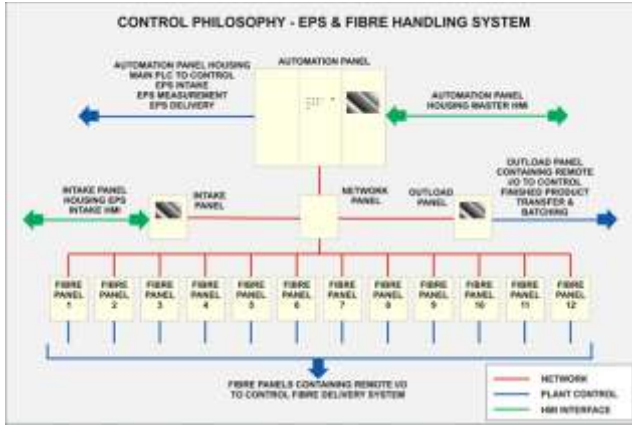 CONTROL PHILOSOPHY - EPS & FIBRE HANDLING SYSTEM
AUTOMATION PANEL HOUSING
MAIN PLC TO CONTROL
EPS INTAKE
EPS MEASUREMENT
EPS DELIVERY
AUTOMATION PANEL
AUTOMATION PANEL
HOUSING MASTER HMI
INTAKE PANEL
HOUSING EPS
INTAKE HMI
INTAKE
PANEL
NETWORK
PANEL
OUTLOAD
PANEL
OUTLOAD PANEL
CONTAINING REMOTE
I/O TO CONTROL
FINISHED PRODUCT
TRANSFER &
BATCHING
FIBRE
PANEL
1
FIBRE
PANEL
2
FIBRE
PANEL
3
FIBRE
PANEL
4
FIBRE
PANEL
5
FIBRE
PANEL
6
FIBRE
PANEL
7
FIBRE
PANEL
8
FIBRE
PANEL
9
FIBRE
PANEL
10
FIBRE
PANEL
11
FIBRE
PANEL
12
FIBRE PANELS CONTAINING REMOTE I/O
TO CONTROL FIBRE DELIVERY SYSTEM
NETWORK
PLANT CONTROL
HMI INTERFACE